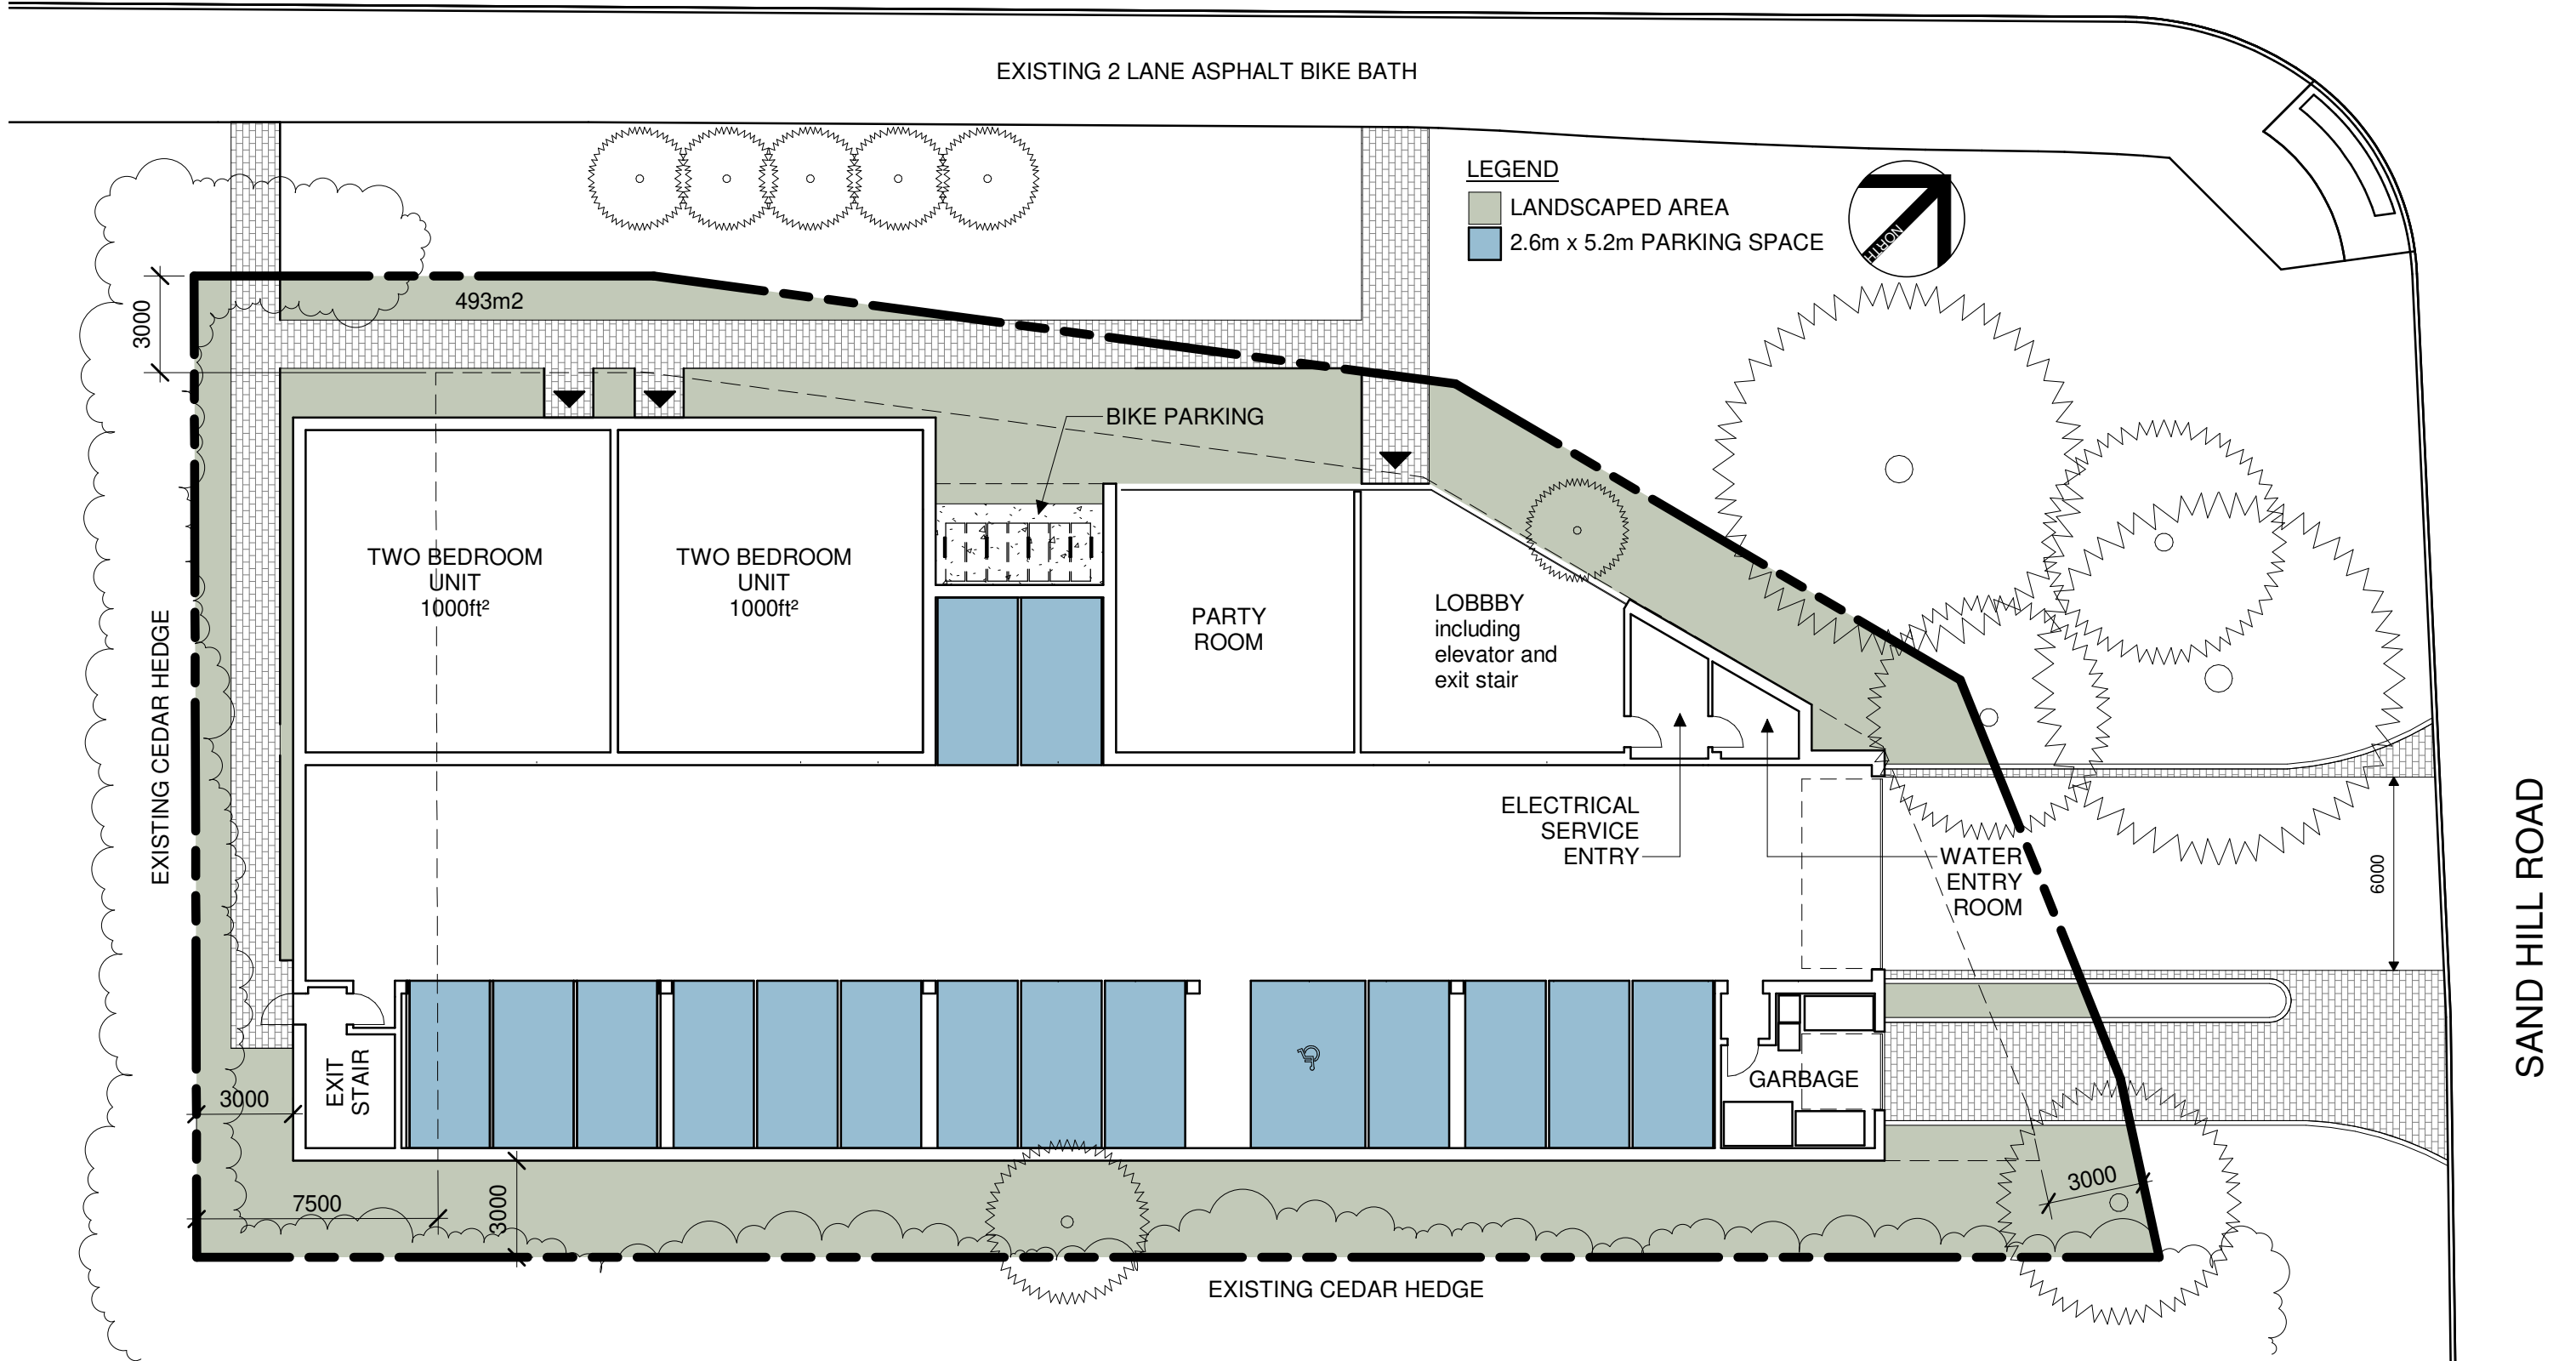 EXISTING 2 LANE ASPHALT BIKE BATH
LEGEND
LANDSCAPED AREA
2.6m x 5.2m PARKING SPACE
NORTH
493m2
3000
BIKE PARKING
TWO BEDROOM
UNIT
1000ft²
TWO BEDROOM
UNIT
1000ft²
PARTY
ROOM
LOBBBY
including
elevator and
exit stair
EXISTING CEDAR HEDGE
ELECTRICAL
SERVICE
ENTRY
WATER
ENTRY
ROOM
6000
SAND HILL ROAD
EXIT
STAIR
GARBAGE
3000
7500
3000
3000
EXISTING CEDAR HEDGE